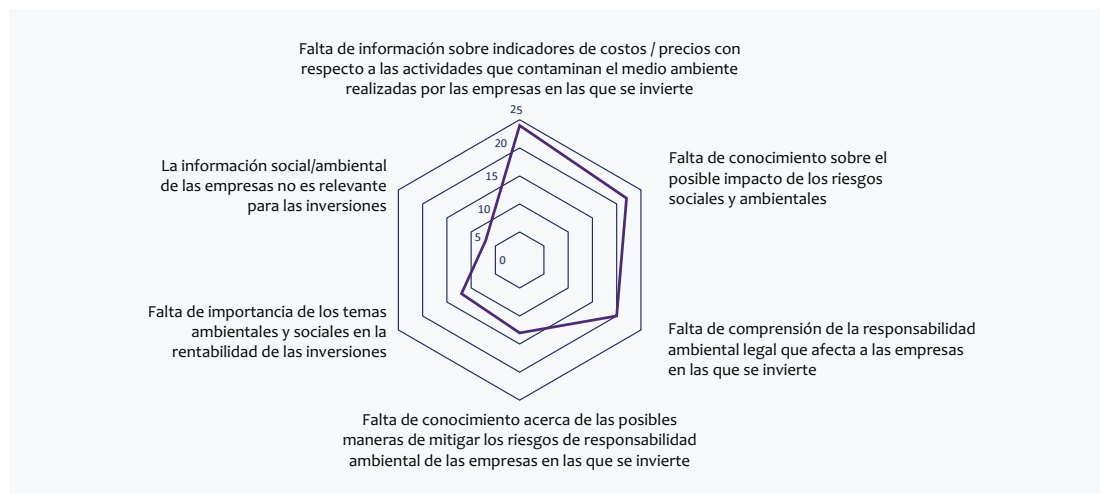 Falta de información sobre indicadores de costos / precios con
respecto a las actividades que contaminan el medio ambiente
realizadas por las empresas en las que se invierte
25
20
15
10
5
0
La información social/ambiental
de las empresas no es relevante
para las inversiones
Falta de conocimiento sobre el
posible impacto de los riesgos
sociales y ambientales
Falta de importancia de los temas
ambientales y sociales en la
rentabilidad de las inversiones
Falta de comprensión de la responsabilidad
ambiental legal que afecta a las empresas
en las que se invierte
Falta de conocimiento acerca de las posibles
maneras de mitigar los riesgos de responsabilidad
ambiental de las empresas en las que se invierte